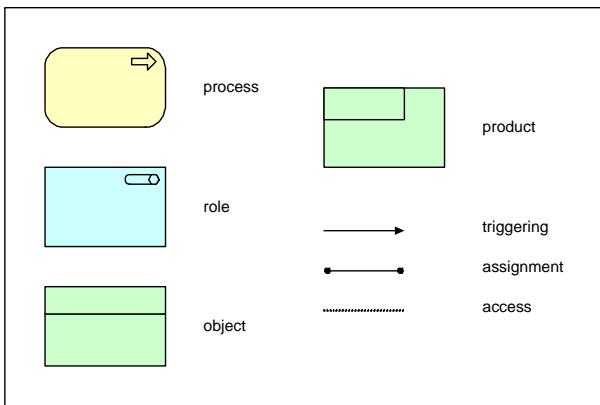 process
role
object
product
triggering
assignment
access